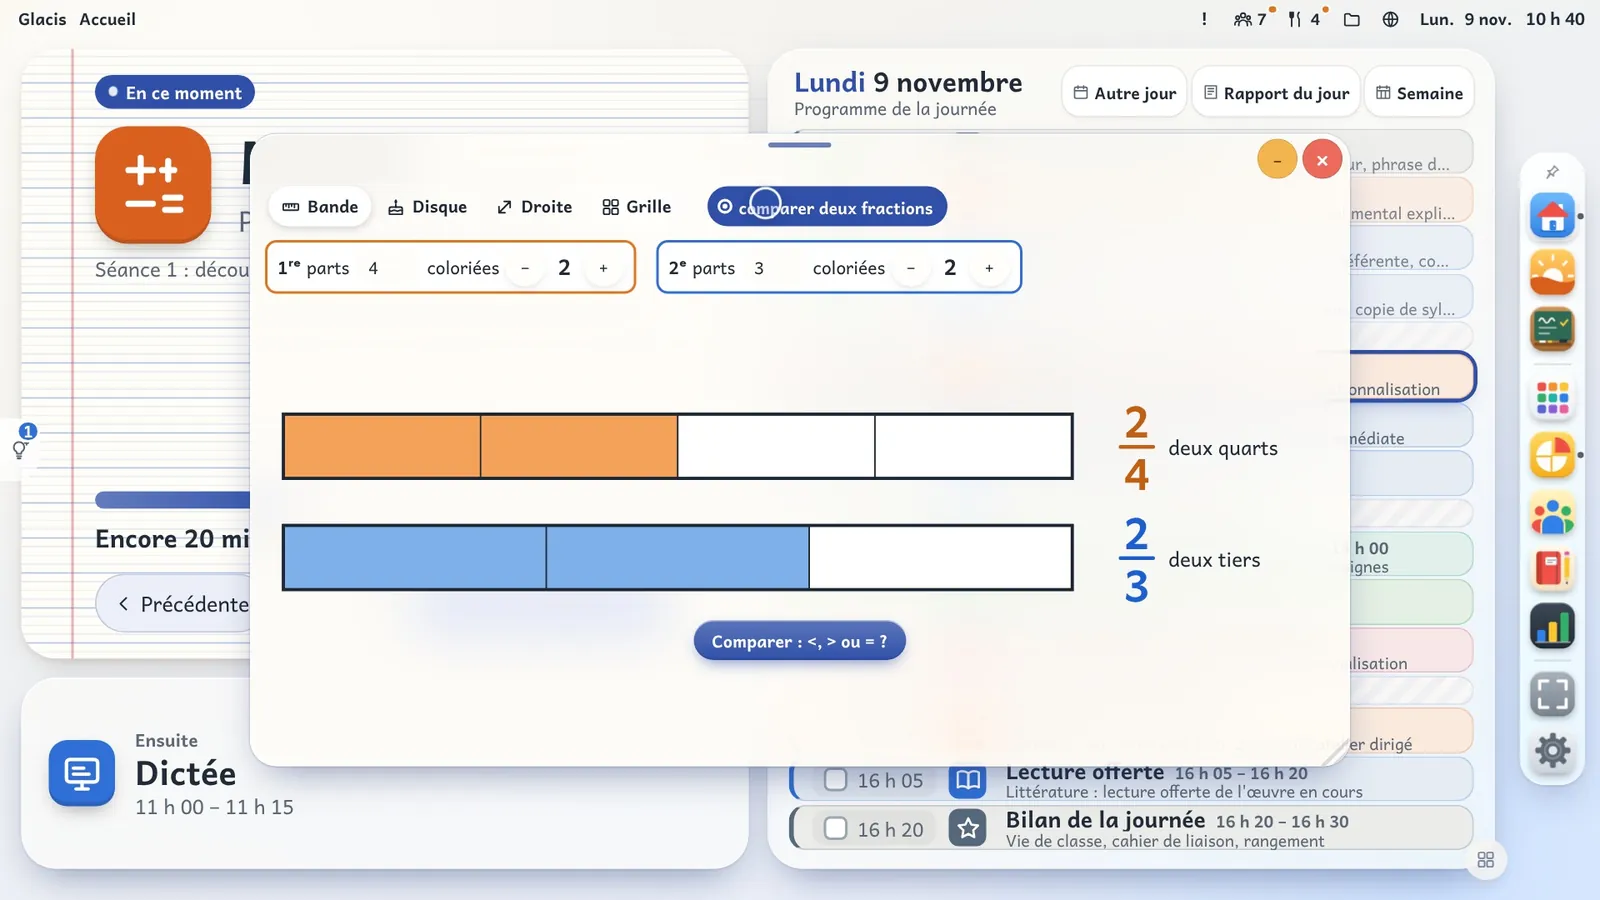 Glacis Accueil
! 7 4 Lun. 9 nov. 10 h 40
En ce moment
Séance 1 : décou
Encore 20 mi
Précédente
Ensuite
Dictée
11 h 00 – 11 h 15
Lundi 9 novembre
Programme de la journée
Autre jour
Rapport du jour
Semaine
Bande
Disque
Droite
Grille
comparer deux fractions
1re parts 4 coloriées – 2 +
2e parts 3 coloriées – 2 +
2
4
deux quarts
2
3
deux tiers
Comparer : <, > ou = ?
ur, phrase d...
mental expli...
éférente, co...
copie de syl...
onnalisation
médiate
h 00
ignes
alisation
er dirigé
16 h 05 Lecture offerte 16 h 05 – 16 h 20
Littérature : lecture offerte de l'œuvre en cours
16 h 20 Bilan de la journée 16 h 20 – 16 h 30
Vie de classe, cahier de liaison, rangement
1